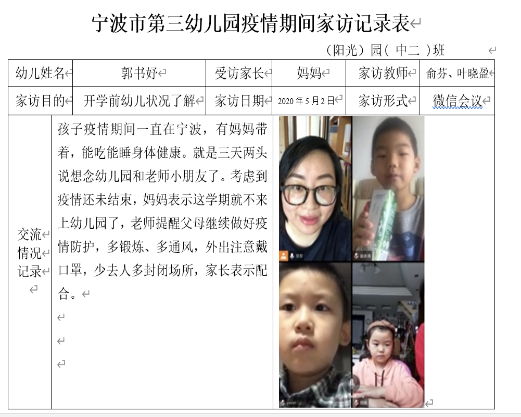 宁波市第三幼儿园疫情期间家访记录表
(阳光)园( 中二 )班
幼儿姓名 郭书妤 受访家长 妈妈 家访教师 俞芬、叶晓盈
家访目的 开学前幼儿状况了解 家访日期 2020年5月2日 家访形式 微信会议
交流
情况
记录
孩子疫情期间一直在宁波，有妈妈带
着，能吃能睡身体健康。就是三天两头
说想念幼儿园和老师小朋友了。考虑到
疫情还未结束，妈妈表示这学期就不来
上幼儿园了，老师提醒父母继续做好疫
情防护，多锻炼、多通风，外出注意戴
口罩，少去人多封闭场所，家长表示配
合。